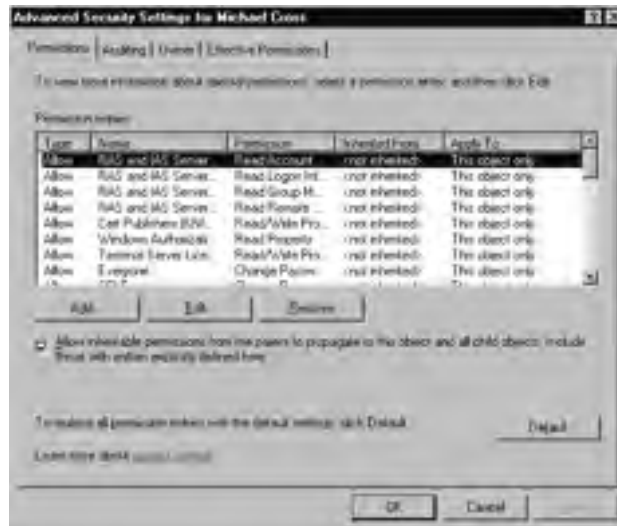 Advanced Security Settings for Michael Cross
Permissions Auditing Owner Effective Permissions
To view more information about special permissions, select a permission entry, and then click Edit.
Permission entries:
Type Name Permission Inherited From Apply To
Allow RAS and IAS Server... Read Account <not inherited> This object only
Allow RAS and IAS Server... Read Logon Inf... <not inherited> This object only
Allow RAS and IAS Server... Read Group M... <not inherited> This object only
Allow RAS and IAS Server... Read Remote ... <not inherited> This object only
Allow Cert Publishers Read/Write Pro... <not inherited> This object only
Allow Windows Authorizati... Read Property <not inherited> This object only
Allow Terminal Server Lice... Read/Write Pro... <not inherited> This object only
Allow Everyone Change Passw... <not inherited> This object only
Add... Edit... Remove
Allow inheritable permissions from the parent to propagate to this object and all child objects. Include
these with entries explicitly defined here.
To replace all permission entries with the default settings, click Default.
Default
Learn more about access control.
OK Cancel